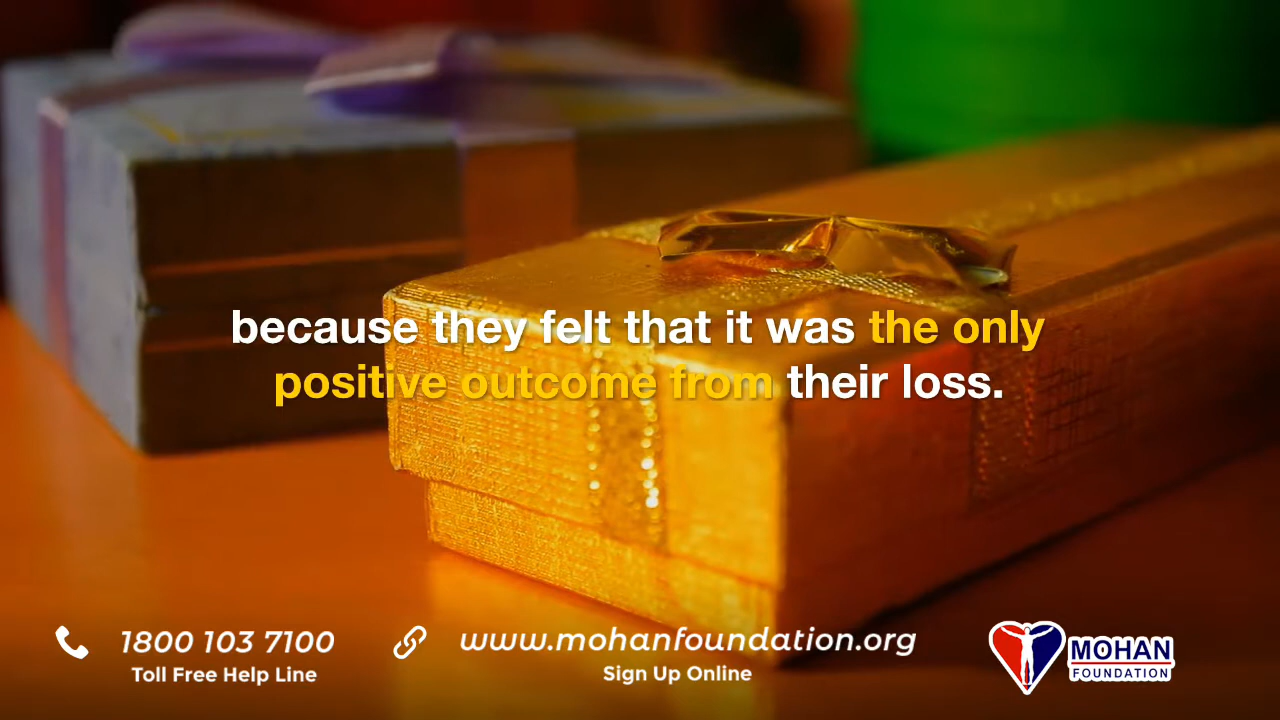 because they felt that it was the only
positive outcome from their loss.
1800 103 7100
Toll Free Help Line
www.mohanfoundation.org
Sign Up Online
MOHAN
FOUNDATION